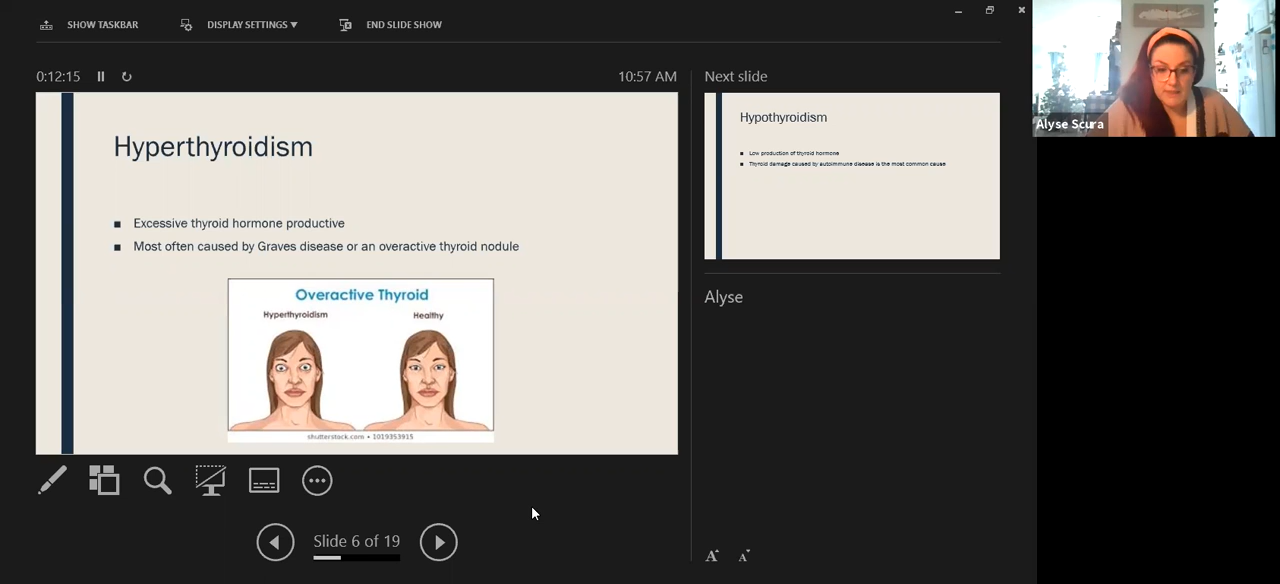 SHOW TASKBAR
DISPLAY SETTINGS ▼
END SLIDE SHOW
0:12:15
10:57 AM
Hyperthyroidism
■ Excessive thyroid hormone productive
■ Most often caused by Graves disease or an overactive thyroid nodule
Overactive Thyroid
Hyperthyroidism
Healthy
shutterstock.com • 1019353915
Slide 6 of 19
Next slide
Hypothyroidism
■ Low production of thyroid hormone
■ Thyroid damage caused by autoimmune disease is the most common cause
Alyse
A
A
Alyse Scura